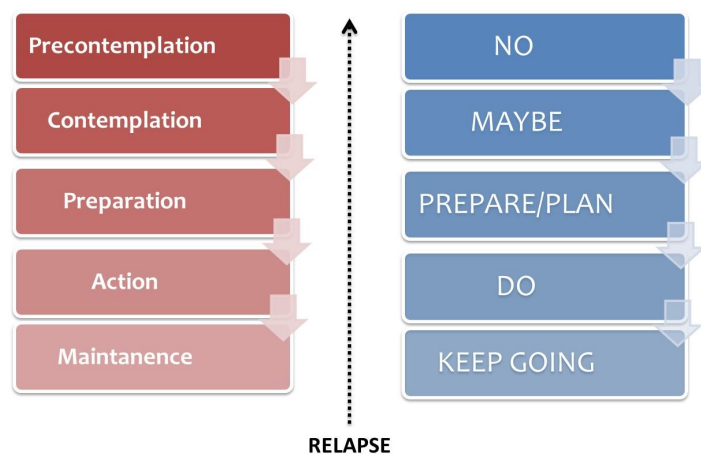 Precontemplation
Contemplation
Preparation
Action
Maintanence
NO
MAYBE
PREPARE/PLAN
DO
KEEP GOING
RELAPSE